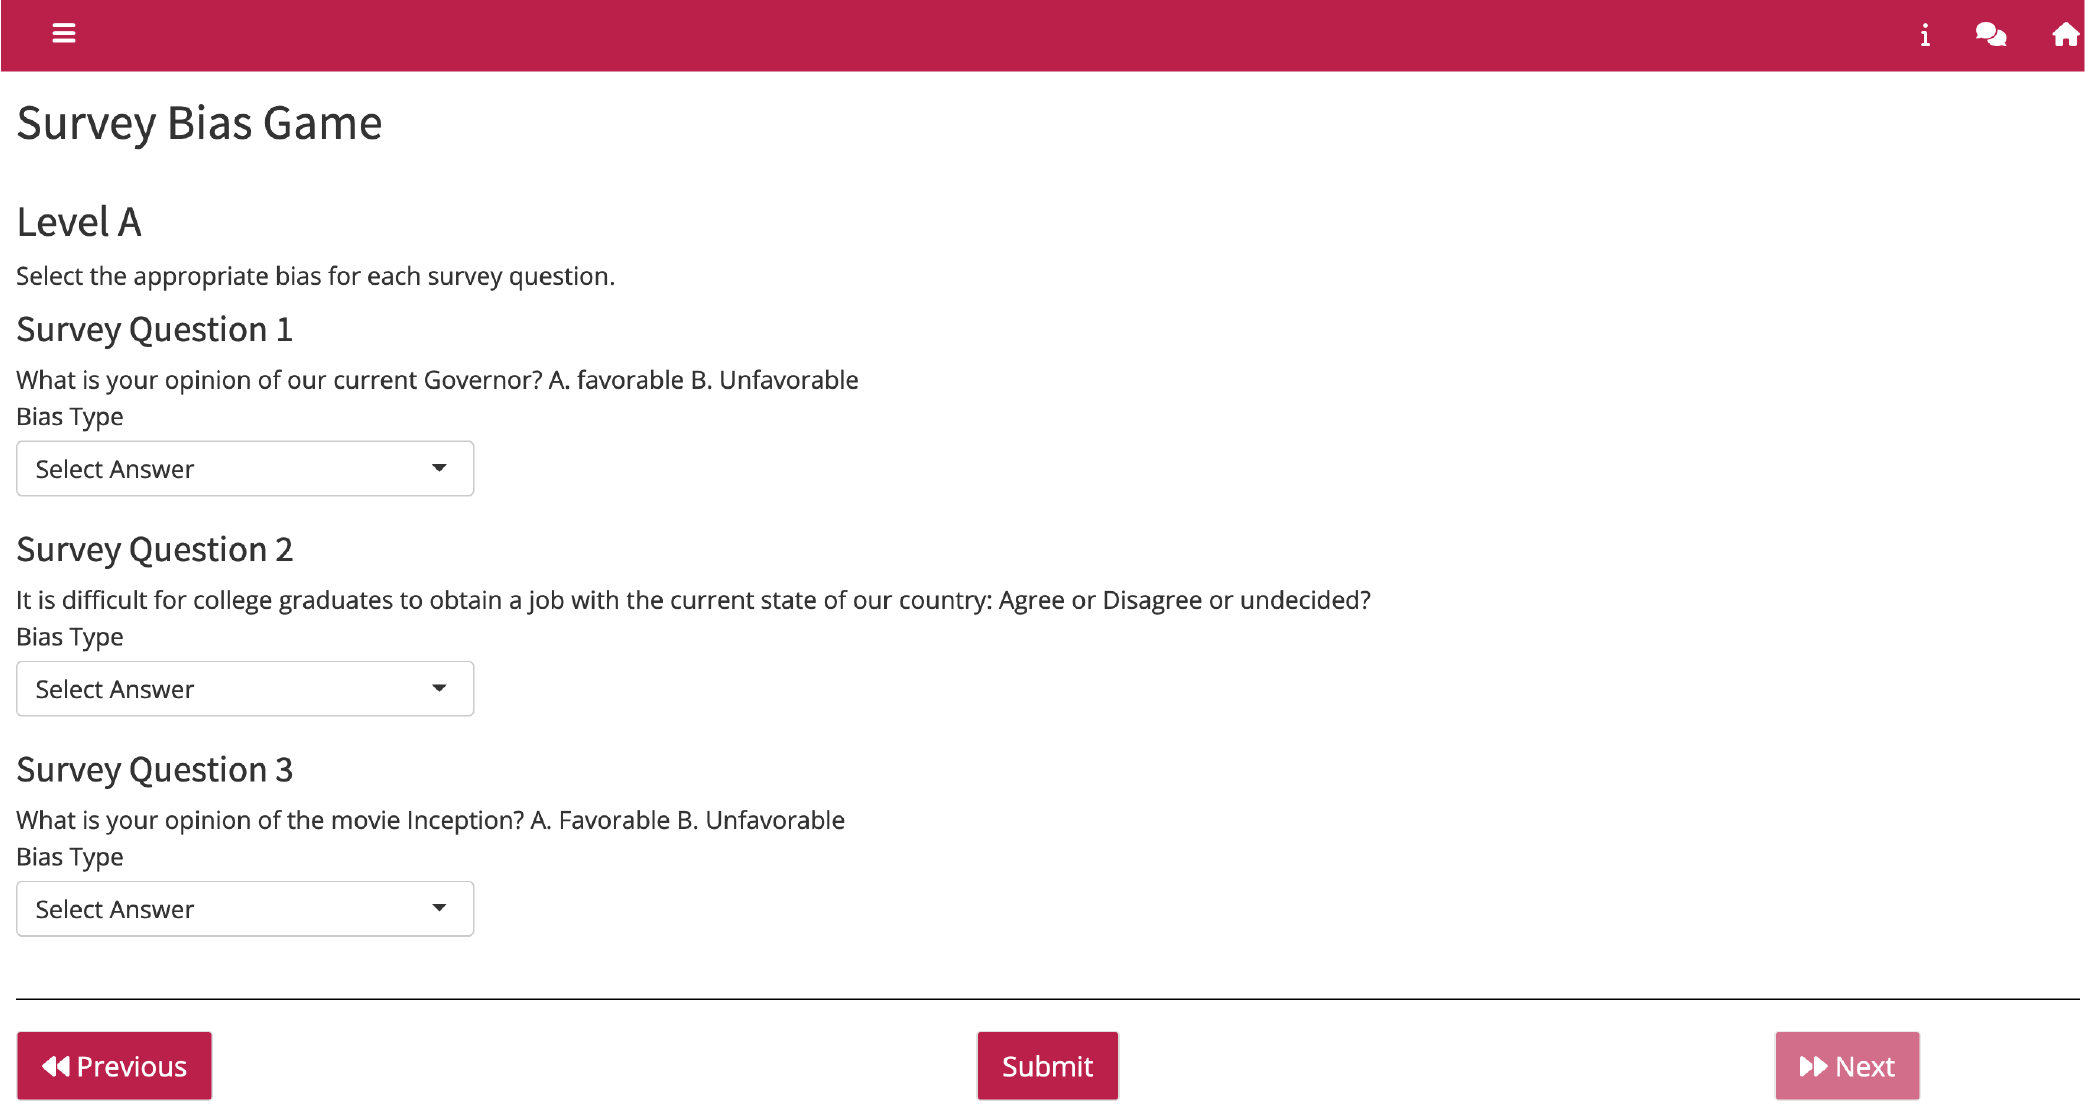 Survey Bias Game
Level A
Select the appropriate bias for each survey question.
Survey Question 1
What is your opinion of our current Governor? A. favorable B. Unfavorable
Bias Type
Select Answer
Survey Question 2
It is difficult for college graduates to obtain a job with the current state of our country: Agree or Disagree or undecided?
Bias Type
Select Answer
Survey Question 3
What is your opinion of the movie Inception? A. Favorable B. Unfavorable
Bias Type
Select Answer
Previous
Submit
Next